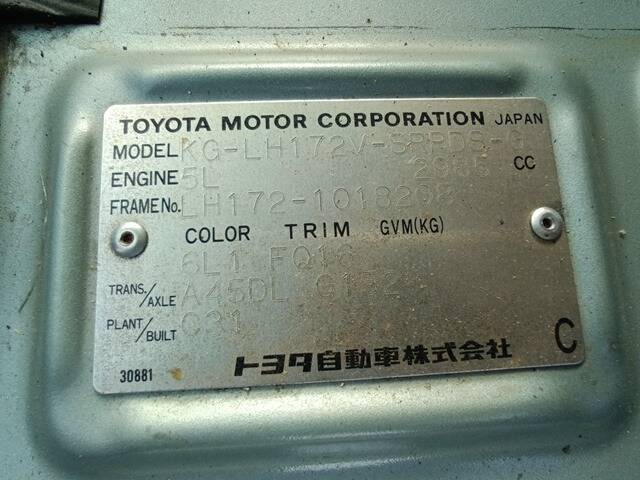 TOYOTA MOTOR CORPORATION JAPAN
MODEL KG-LH172V-SRRDS-G
ENGINE 5L 2985 CC
FRAME No. LH172-1018208
COLOR TRIM GVM(KG)
6L1 FQ16
TRANS./AXLE A45DL
PLANT/BUILT C31
30881 トヨタ自動車株式会社 C